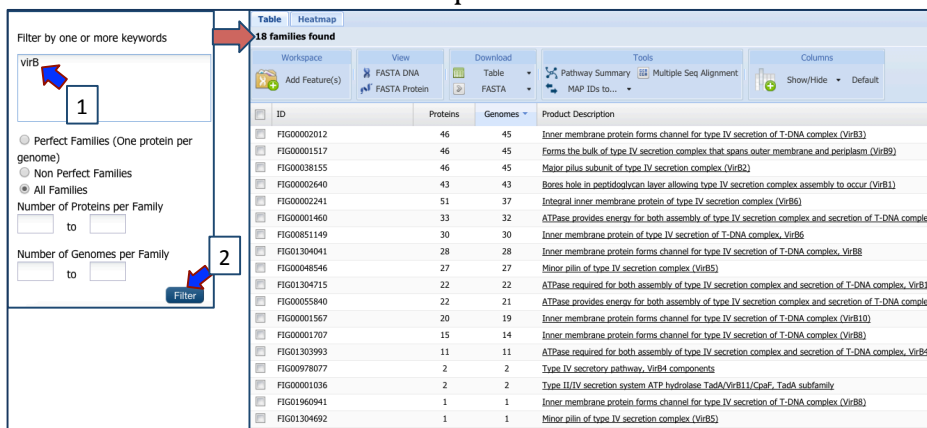 Filter by one or more keywords
virB
1
Perfect Families (One protein per
genome)
Non Perfect Families
All Families
Number of Proteins per Family
to
Number of Genomes per Family
to
2
Filter
Table Heatmap
18 families found
Workspace View Download Tools Columns
Add Feature(s) FASTA DNA Table Pathway Summary Multiple Seq Alignment Show/Hide Default
FASTA Protein FASTA MAP IDs to...
ID Proteins Genomes Product Description
FIG00002012 46 45 Inner membrane protein forms channel for type IV secretion of T-DNA complex (VirB3)
FIG00001517 46 45 Forms the bulk of type IV secretion complex that spans outer membrane and periplasm (VirB9)
FIG00038155 46 45 Major pilus subunit of type IV secretion complex (VirB2)
FIG00002640 43 43 Bores hole in peptidoglycan layer allowing type IV secretion complex assembly to occur (VirB1)
FIG00002241 51 37 Integral inner membrane protein of type IV secretion complex (VirB6)
FIG00001460 33 32 ATPase provides energy for both assembly of type IV secretion complex and secretion of T-DNA comple
FIG00851149 30 30 Inner membrane protein of type IV secretion of T-DNA complex, VirB6
FIG01304041 28 28 Inner membrane protein forms channel for type IV secretion of T-DNA complex, VirB8
FIG00048546 27 27 Minor pilin of type IV secretion complex (VirB5)
FIG01304715 22 22 ATPase required for both assembly of type IV secretion complex and secretion of T-DNA complex, VirB1
FIG00055840 22 21 ATPase provides energy for both assembly of type IV secretion complex and secretion of T-DNA comple
FIG00001567 20 19 Inner membrane protein forms channel for type IV secretion of T-DNA complex (VirB10)
FIG00001707 15 14 Inner membrane protein forms channel for type IV secretion of T-DNA complex (VirB8)
FIG01303993 11 11 ATPase required for both assembly of type IV secretion complex and secretion of T-DNA complex, VirB4
FIG00978077 2 2 Type IV secretory pathway, VirB4 components
FIG00001036 2 2 Type II/IV secretion system ATP hydrolase TadA/VirB11/CpaF, TadA subfamily
FIG01960941 1 1 Inner membrane protein forms channel for type IV secretion of T-DNA complex (VirB8)
FIG01304692 1 1 Minor pilin of type IV secretion complex (VirB5)